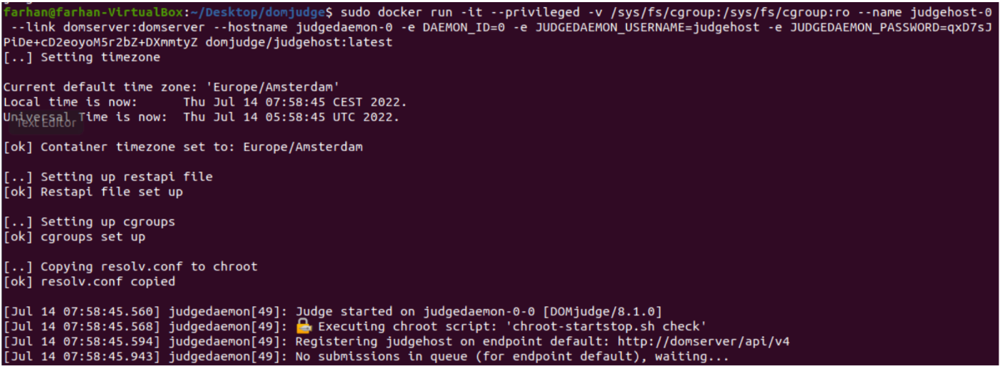 farhan@farhan-VirtualBox:~/Desktop/domjudge$ sudo docker run -it --privileged -v /sys/fs/cgroup:/sys/fs/cgroup:ro --name judgehost-0
--link domserver:domserver --hostname judgedaemon-0 -e DAEMON_ID=0 -e JUDGEDAEMON_USERNAME=judgehost -e JUDGEDAEMON_PASSWORD=qxD7sJ
PiDe+cD2eoyoM5r2bZ+DXmmtyZ domjudge/judgehost:latest
[..] Setting timezone
Current default time zone: 'Europe/Amsterdam'
Local time is now:      Thu Jul 14 07:58:45 CEST 2022.
Universal Time is now:  Thu Jul 14 05:58:45 UTC 2022.
Text Editor
[ok] Container timezone set to: Europe/Amsterdam
[..] Setting up restapi file
[ok] Restapi file set up
[..] Setting up cgroups
[ok] cgroups set up
[..] Copying resolv.conf to chroot
[ok] resolv.conf copied
[Jul 14 07:58:45.560] judgedaemon[49]: Judge started on judgedaemon-0-0 [DOMjudge/8.1.0]
[Jul 14 07:58:45.568] judgedaemon[49]: 🔏 Executing chroot script: 'chroot-startstop.sh check'
[Jul 14 07:58:45.594] judgedaemon[49]: Registering judgehost on endpoint default: http://domserver/api/v4
[Jul 14 07:58:45.943] judgedaemon[49]: No submissions in queue (for endpoint default), waiting...